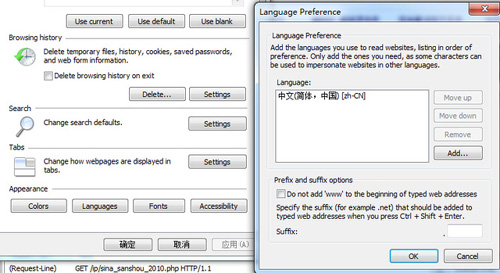 Use current Use default Use blank
Browsing history
Delete temporary files, history, cookies, saved passwords,
and web form information.
Delete browsing history on exit
Delete... Settings
Search
Change search defaults. Settings
Tabs
Change how webpages are displayed in
tabs. Settings
Appearance
Colors Languages Fonts Accessibility
确定 取消 应用(A)
(Request-Line) GET /ip/sina_sanshou_2010.php HTTP/1.1
Language Preference
Language Preference
Add the languages you use to read websites, listing in order of
preference. Only add the ones you need, as some characters can
be used to impersonate websites in other languages.
Language:
中文(简体，中国) [zh-CN]
Move up
Move down
Remove
Add...
Prefix and suffix options
Do not add 'www' to the beginning of typed web addresses
Specify the suffix (for example .net) that should be added to
typed web addresses when you press Ctrl + Shift + Enter.
Suffix: .
OK Cancel